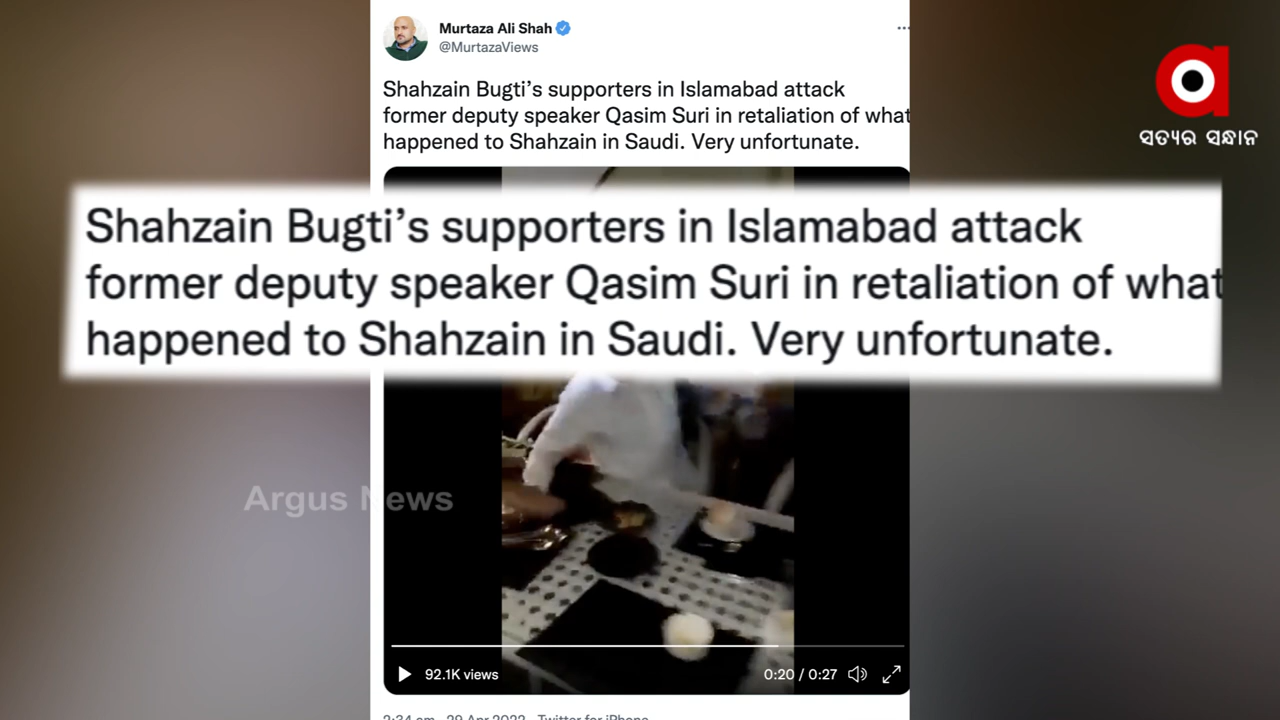 Murtaza Ali Shah
@MurtazaViews
Shahzain Bugti’s supporters in Islamabad attack
former deputy speaker Qasim Suri in retaliation of what
happened to Shahzain in Saudi. Very unfortunate.
ସତ୍ୟର ସନ୍ଧାନ
Shahzain Bugti’s supporters in Islamabad attack
former deputy speaker Qasim Suri in retaliation of what
happened to Shahzain in Saudi. Very unfortunate.
Argus News
92.1K views
0:20 / 0:27
2:34 am · 29 Apr 2022 · Twitter for iPhone